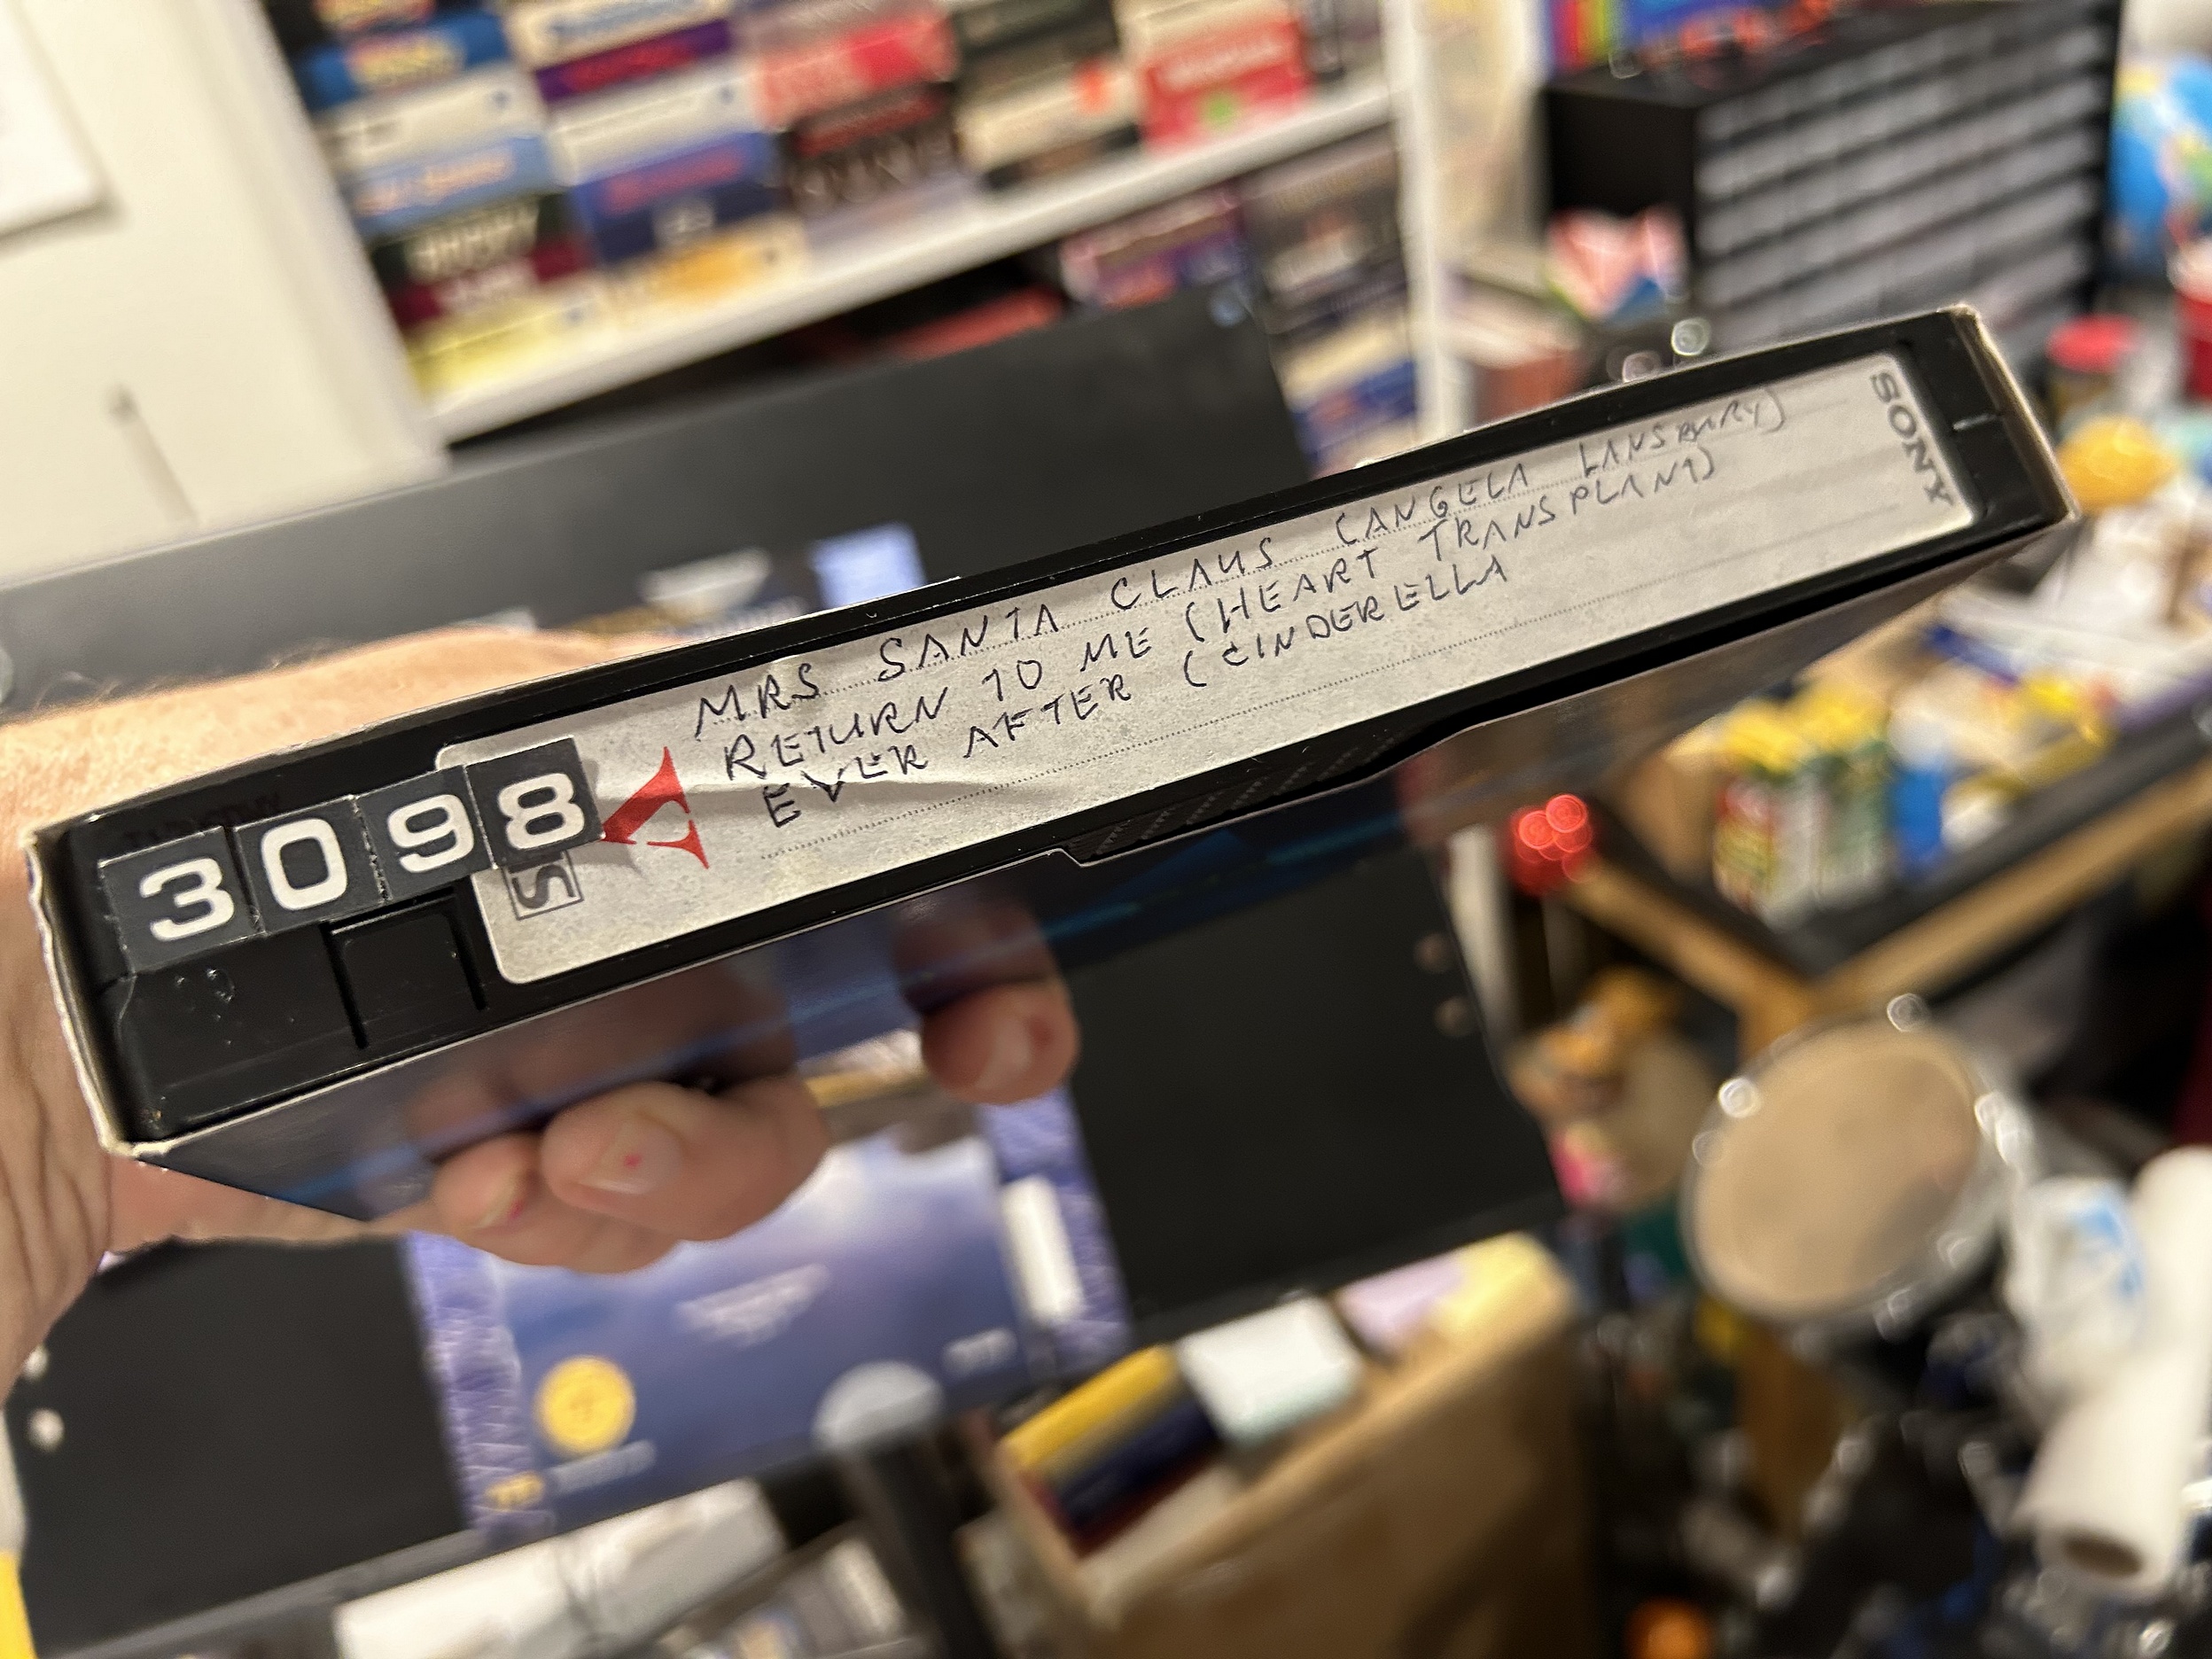 3098
V
MRS SANTA CLAUS (ANGELA LANSBURY)
RETURN TO ME (HEART TRANSPLANT)
EVER AFTER (CINDERELLA
SONY